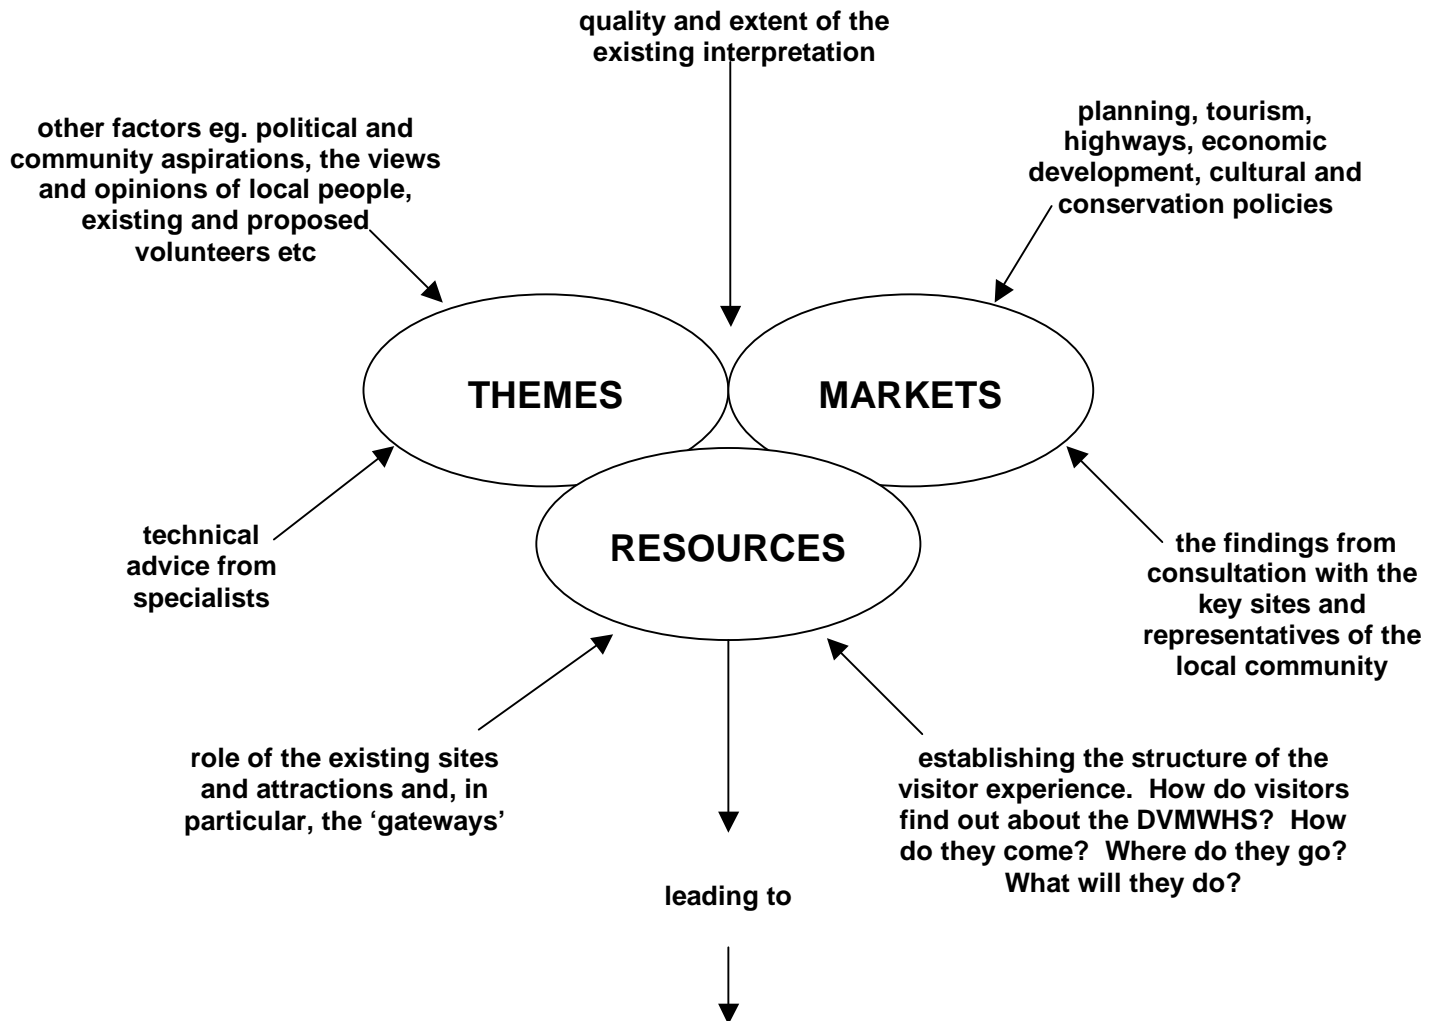 quality and extent of the
existing interpretation
other factors eg. political and
community aspirations, the views
and opinions of local people,
existing and proposed
volunteers etc
planning, tourism,
highways, economic
development, cultural and
conservation policies
THEMES
MARKETS
RESOURCES
technical
advice from
specialists
the findings from
consultation with the
key sites and
representatives of the
local community
role of the existing sites
and attractions and, in
particular, the ‘gateways’
establishing the structure of the
visitor experience.  How do visitors
find out about the DVMWHS?  How
do they come?  Where do they go?
What will they do?
leading to